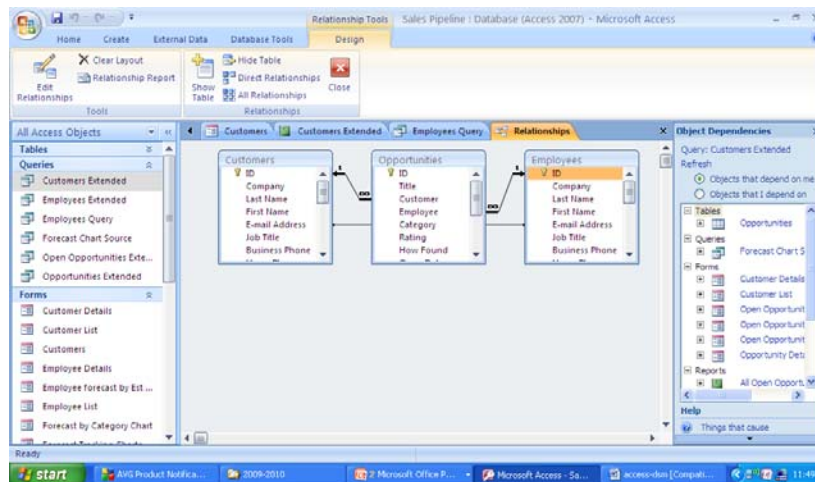 Relationship Tools
Sales Pipeline : Database (Access 2007) - Microsoft Access
Home Create External Data Database Tools Design
Edit Relationships
Clear Layout
Relationship Report
Tools
Show Table
Hide Table
Direct Relationships
All Relationships
Close
Relationships
All Access Objects
Tables
Queries
Customers Extended
Employees Extended
Employees Query
Forecast Chart Source
Open Opportunities Exte...
Opportunities Extended
Forms
Customer Details
Customer List
Customers
Employee Details
Employee Forecast by Est ...
Employee List
Forecast by Category Chart
Customers Customers Extended Employees Query Relationships
Customers
ID
Company
Last Name
First Name
E-mail Address
Job Title
Business Phone
Opportunities
ID
Title
Customer
Employee
Category
Rating
How Found
Employees
ID
Company
Last Name
First Name
E-mail Address
Job Title
Business Phone
1 ∞ ∞ 1
Object Dependencies
Query: Customers Extended
Refresh
Objects that depend on me
Objects that I depend on
Tables
Opportunities
Queries
Forecast Chart S
Forms
Customer Details
Customer List
Open Opportunit
Open Opportunit
Open Opportunit
Opportunity Deta
Reports
All Open Opport
Help
Things that cause
Ready
start
AVG Product Notifica...
2009-2010
2 Microsoft Office P...
Microsoft Access - Sa...
access-dsn [Compati...
11:49